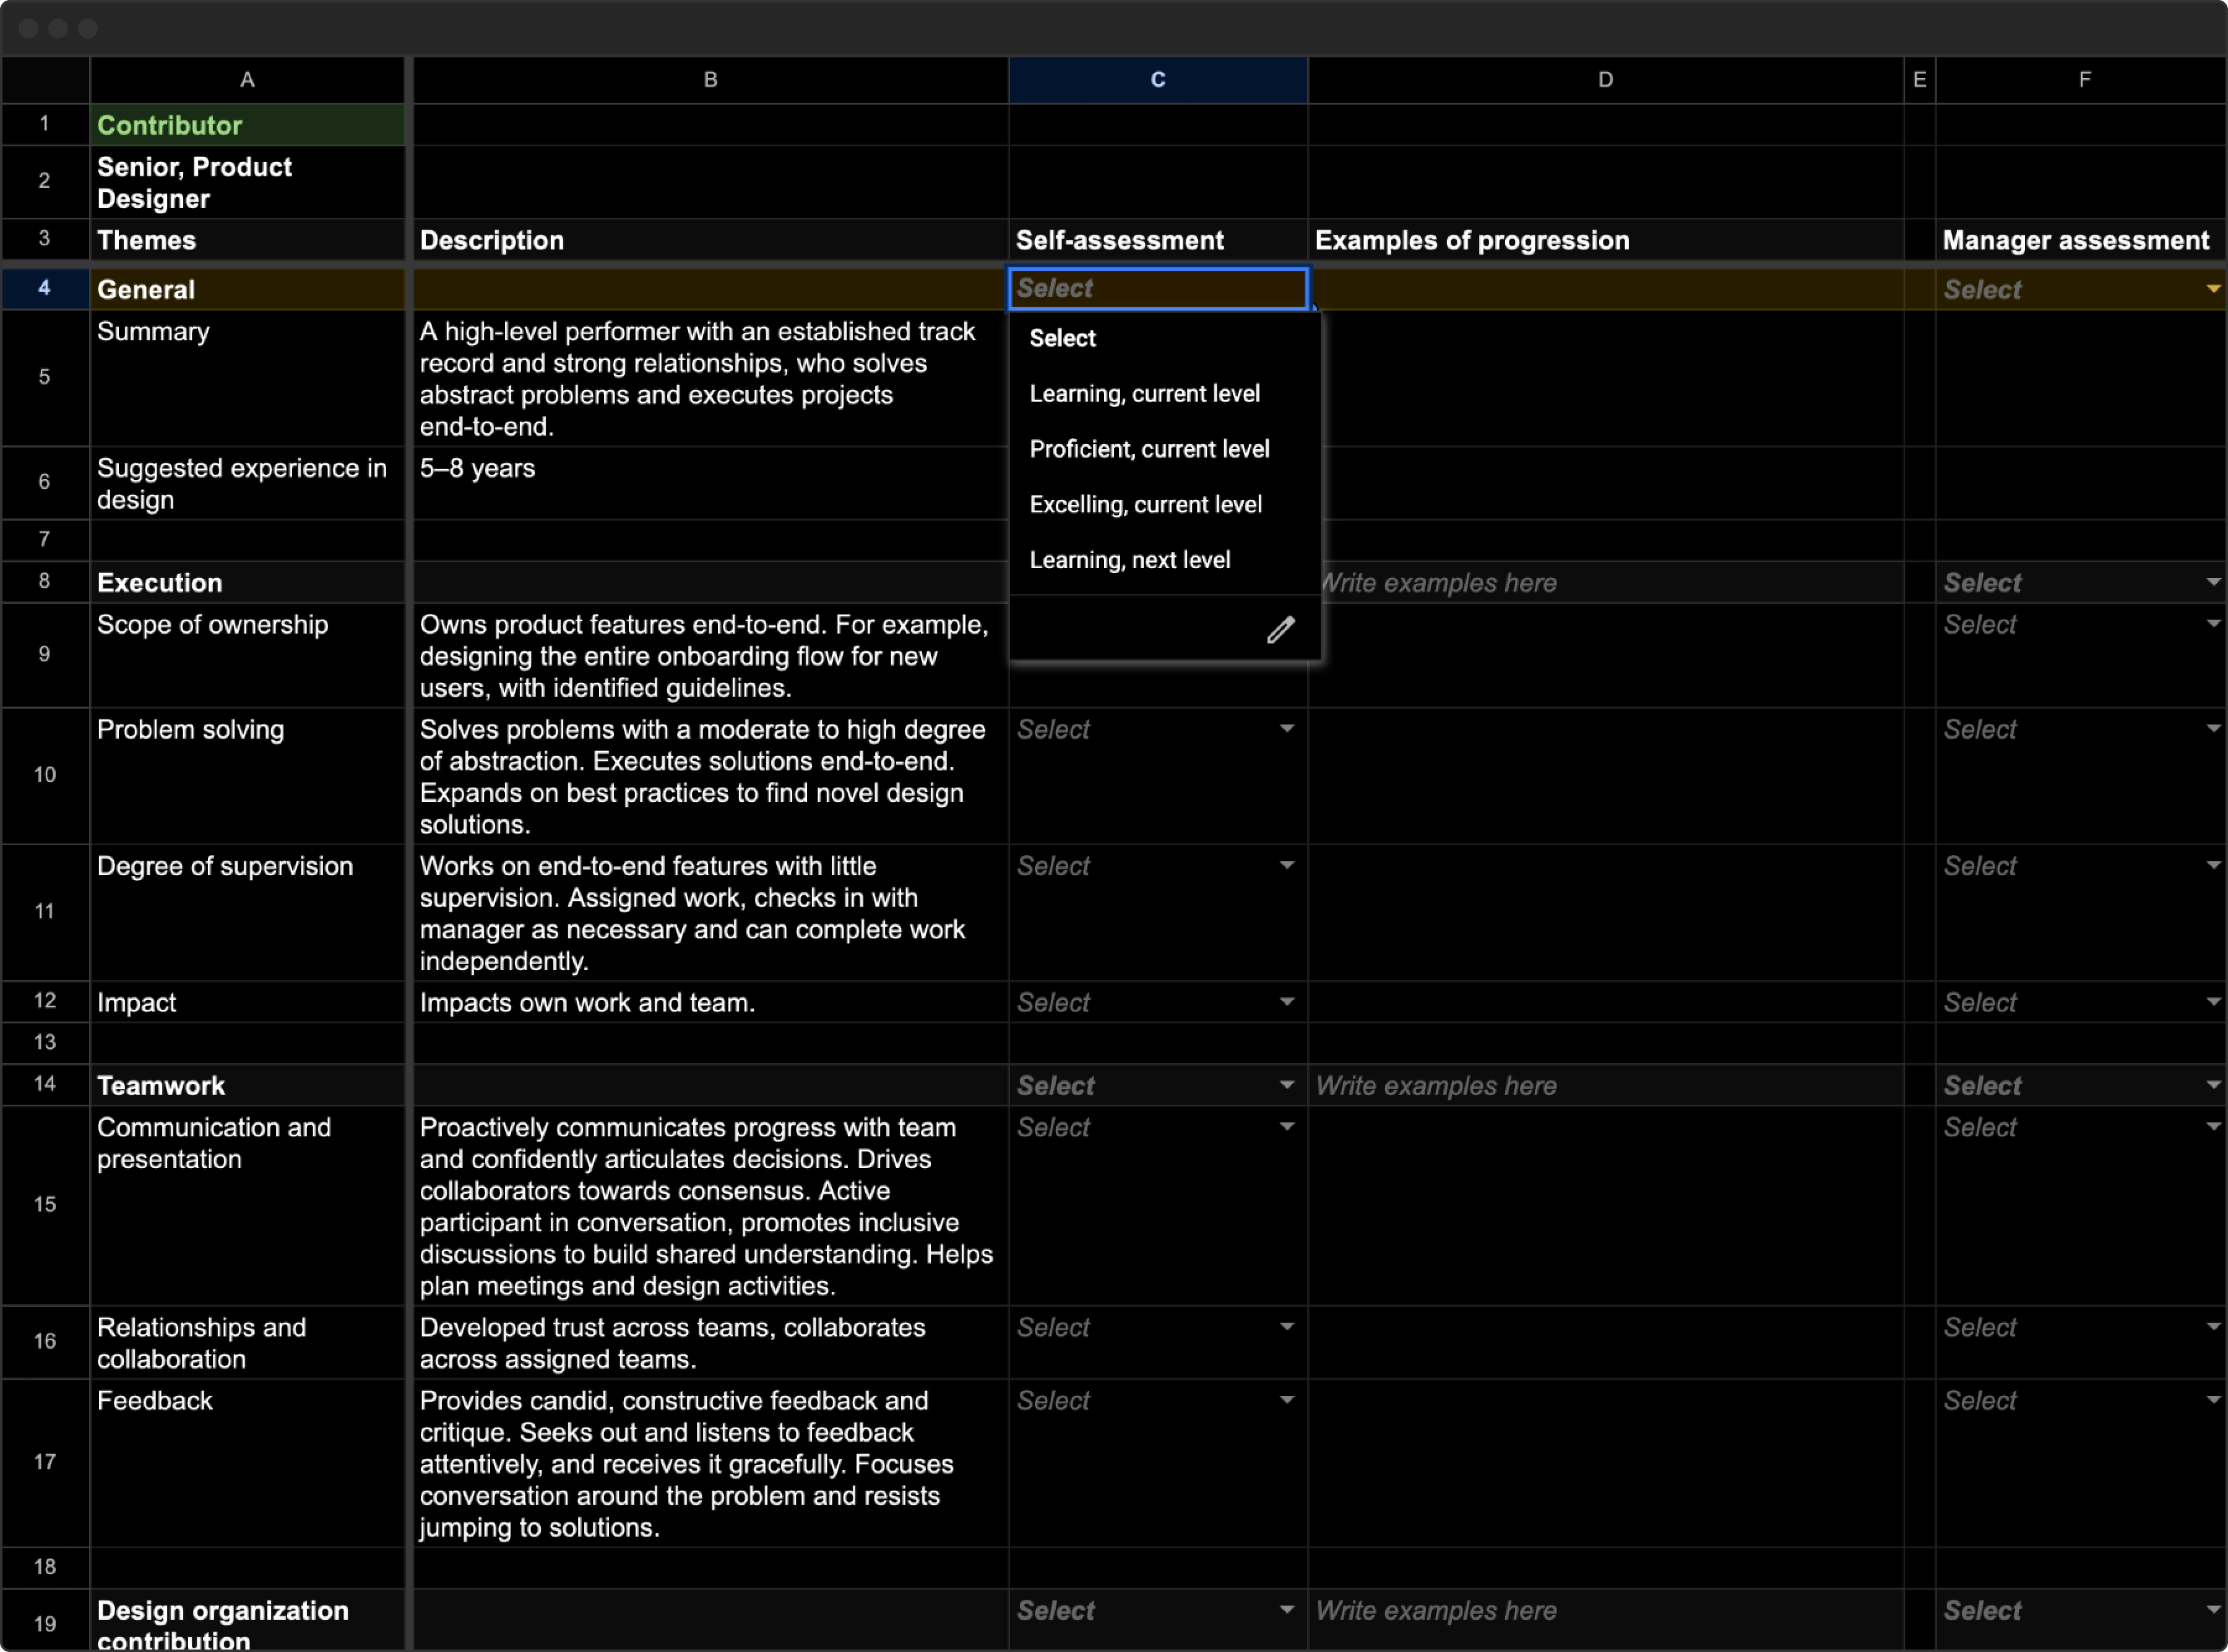 A B C D E F
1 Contributor
2 Senior, Product
Designer
3 Themes Description Self-assessment Examples of progression Manager assessment
4 General Select Select
Select
Learning, current level
Proficient, current level
Excelling, current level
Learning, next level
5 Summary A high-level performer with an established track
record and strong relationships, who solves
abstract problems and executes projects
end-to-end.
6 Suggested experience in 5–8 years
design
7
8 Execution Write examples here Select
9 Scope of ownership Owns product features end-to-end. For example, Select
designing the entire onboarding flow for new
users, with identified guidelines.
10 Problem solving Solves problems with a moderate to high degree Select Select
of abstraction. Executes solutions end-to-end.
Expands on best practices to find novel design
solutions.
11 Degree of supervision Works on end-to-end features with little Select Select
supervision. Assigned work, checks in with
manager as necessary and can complete work
independently.
12 Impact Impacts own work and team. Select Select
13
14 Teamwork Select Write examples here Select
15 Communication and Proactively communicates progress with team Select Select
presentation and confidently articulates decisions. Drives
collaborators towards consensus. Active
participant in conversation, promotes inclusive
discussions to build shared understanding. Helps
plan meetings and design activities.
16 Relationships and Developed trust across teams, collaborates Select Select
collaboration across assigned teams.
17 Feedback Provides candid, constructive feedback and Select Select
critique. Seeks out and listens to feedback
attentively, and receives it gracefully. Focuses
conversation around the problem and resists
jumping to solutions.
18
19 Design organization Select Write examples here Select
contribution